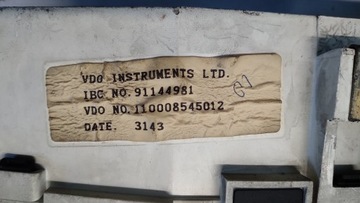 VDO INSTRUMENTS LTD.
IBC NO. 91144981
VDO NO. 110008545012
DATE. 3143